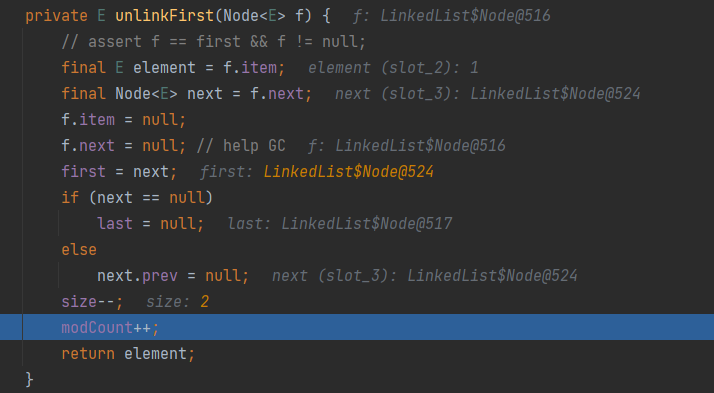 private E unlinkFirst(Node<E> f) {  f: LinkedList$Node@516
    // assert f == first && f != null;
    final E element = f.item;  element (slot_2): 1
    final Node<E> next = f.next;  next (slot_3): LinkedList$Node@524
    f.item = null;
    f.next = null; // help GC  f: LinkedList$Node@516
    first = next;  first: LinkedList$Node@524
    if (next == null)
        last = null;  last: LinkedList$Node@517
    else
        next.prev = null;  next (slot_3): LinkedList$Node@524
    size--;  size: 2
    modCount++;
    return element;
}